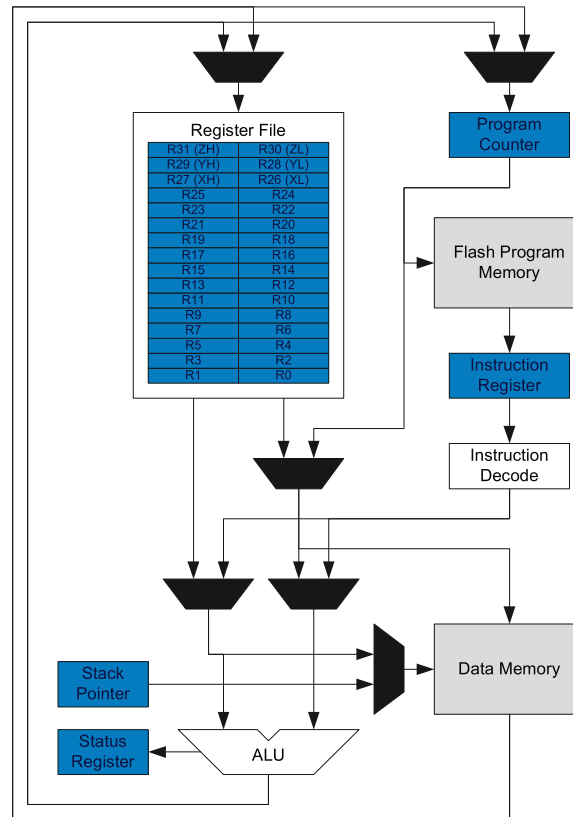 Register File
R31 (ZH) R30 (ZL)
R29 (YH) R28 (YL)
R27 (XH) R26 (XL)
R25 R24
R23 R22
R21 R20
R19 R18
R17 R16
R15 R14
R13 R12
R11 R10
R9 R8
R7 R6
R5 R4
R3 R2
R1 R0
Program
Counter
Flash Program
Memory
Instruction
Register
Instruction
Decode
Data Memory
Stack
Pointer
Status
Register
ALU